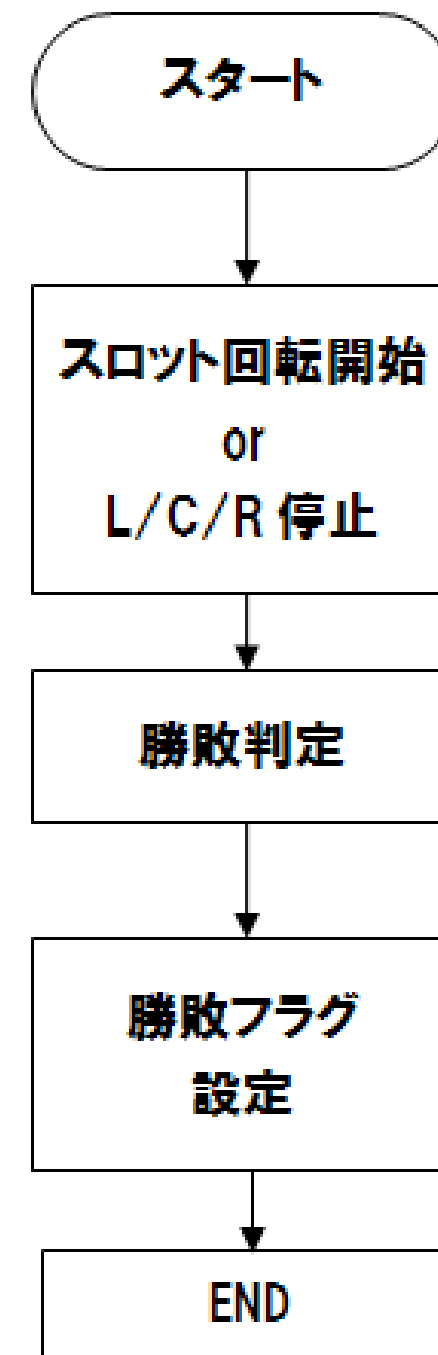 スタート
スロット回転開始
or
L/C/R 停止
勝敗判定
勝敗フラグ
設定
END